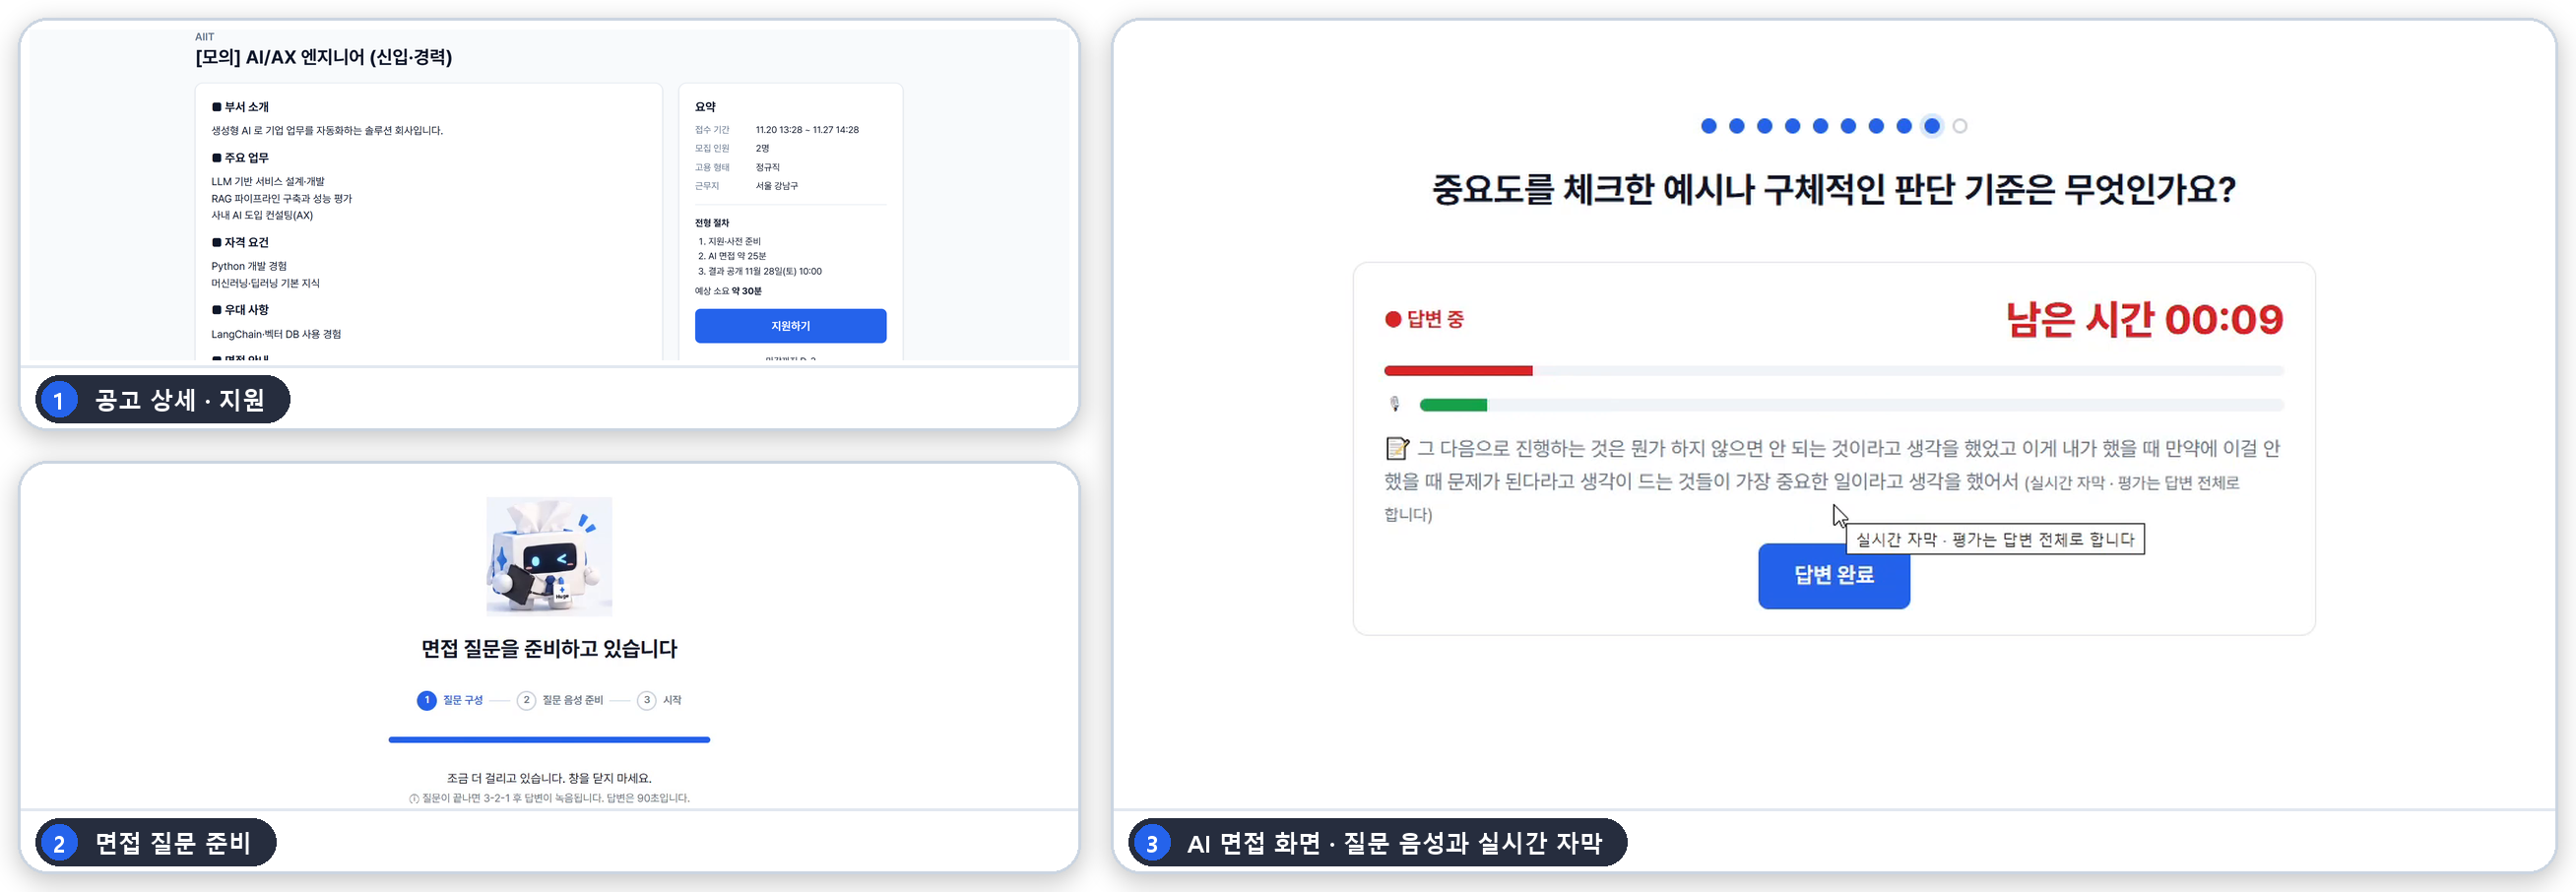 AIIT
[모의] AI/AX 엔지니어 (신입·경력)
■ 부서 소개
생성형 AI 로 기업 업무를 자동화하는 솔루션 회사입니다.
■ 주요 업무
LLM 기반 서비스 설계·개발
RAG 파이프라인 구축과 성능 평가
사내 AI 도입 컨설팅(AX)
■ 자격 요건
Python 개발 경험
머신러닝·딥러닝 기본 지식
■ 우대 사항
LangChain·벡터 DB 사용 경험
요약
접수 기간 11.20 13:28 ~ 11.27 14:28
모집 인원 2명
고용 형태 정규직
근무지 서울 강남구
전형 절차
1. 지원·사전 준비
2. AI 면접 약 25분
3. 결과 공개 11월 28일(토) 10:00
예상 소요 약 30분
지원하기
1 공고 상세 · 지원
Huge
면접 질문을 준비하고 있습니다
1 질문 구성 2 질문 음성 준비 3 시작
조금 더 걸리고 있습니다. 창을 닫지 마세요.
질문이 끝나면 3-2-1 후 답변이 녹음됩니다. 답변은 90초입니다.
2 면접 질문 준비
중요도를 체크한 예시나 구체적인 판단 기준은 무엇인가요?
답변 중
남은 시간 00:09
그 다음으로 진행하는 것은 뭔가 하지 않으면 안 되는 것이라고 생각을 했었고 이게 내가 했을 때 만약에 이걸 안
했을 때 문제가 된다라고 생각이 드는 것들이 가장 중요한 일이라고 생각을 했어서 (실시간 자막 · 평가는 답변 전체로
합니다)
실시간 자막 · 평가는 답변 전체로 합니다
답변 완료
3 AI 면접 화면 · 질문 음성과 실시간 자막